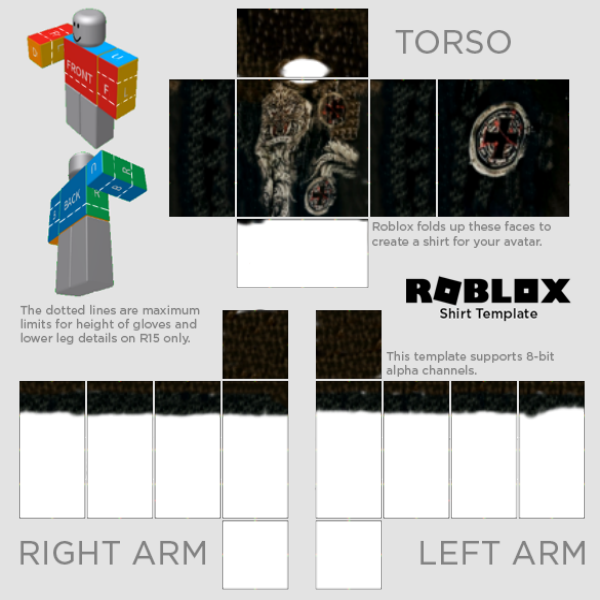 TORSO
FRONT
F
L
R
D
U
BACK
B
R
U
B
Roblox folds up these faces to
create a shirt for your avatar.
ROBLOX
Shirt Template
The dotted lines are maximum
limits for height of gloves and
lower leg details on R15 only.
This template supports 8-bit
alpha channels.
RIGHT ARM
LEFT ARM